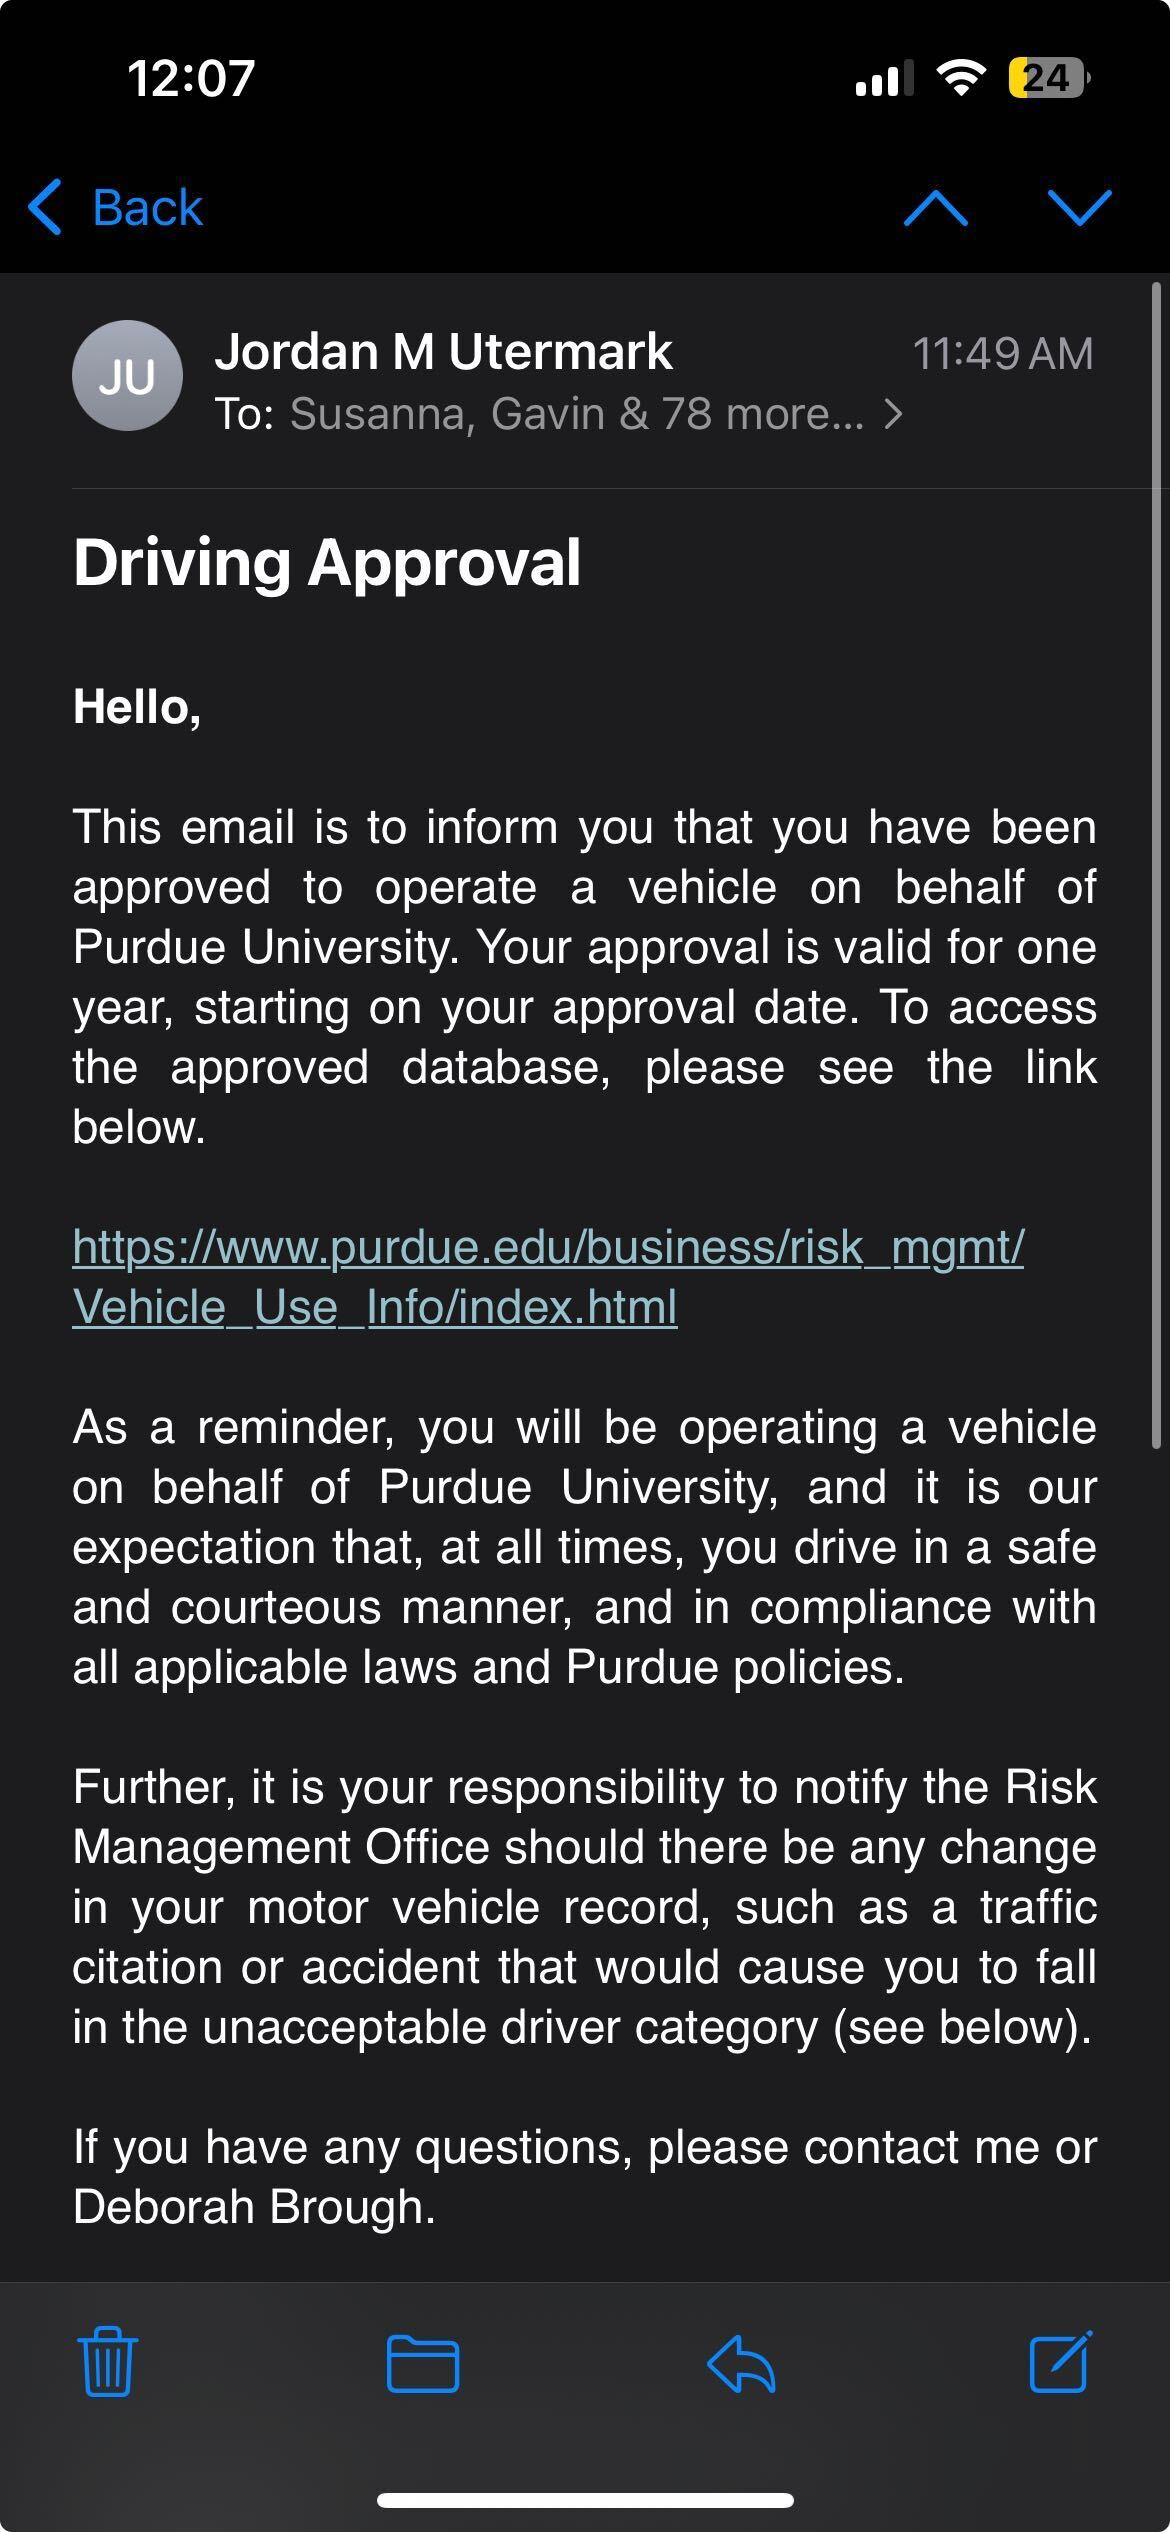 12:07
24
Back
JU
Jordan M Utermark
11:49 AM
To: Susanna, Gavin & 78 more...
Driving Approval
Hello,
This email is to inform you that you have been
approved to operate a vehicle on behalf of
Purdue University. Your approval is valid for one
year, starting on your approval date. To access
the approved database, please see the link
below.
https://www.purdue.edu/business/risk_mgmt/
Vehicle_Use_Info/index.html
As a reminder, you will be operating a vehicle
on behalf of Purdue University, and it is our
expectation that, at all times, you drive in a safe
and courteous manner, and in compliance with
all applicable laws and Purdue policies.
Further, it is your responsibility to notify the Risk
Management Office should there be any change
in your motor vehicle record, such as a traffic
citation or accident that would cause you to fall
in the unacceptable driver category (see below).
If you have any questions, please contact me or
Deborah Brough.